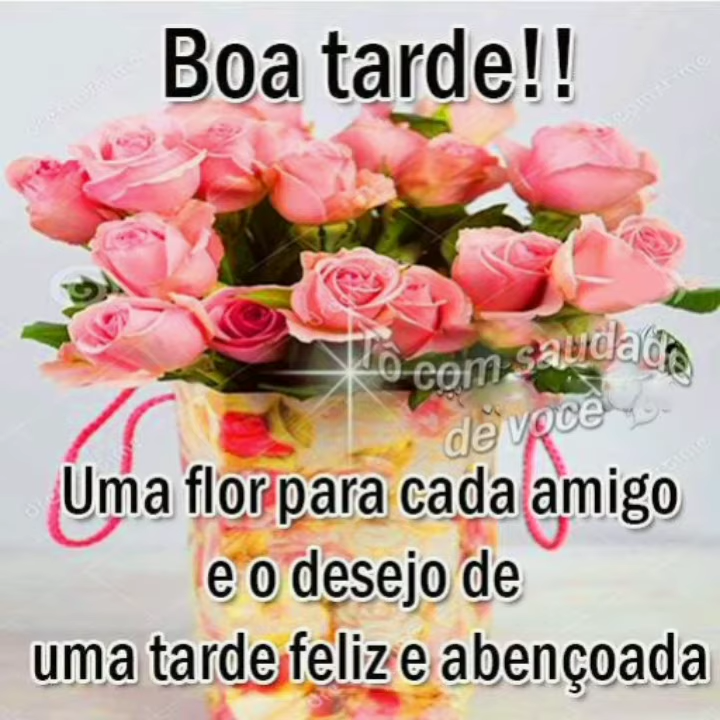 Boa tarde!!
Tô com saudade
de você
Uma flor para cada amigo
e o desejo de
uma tarde feliz e abençoada